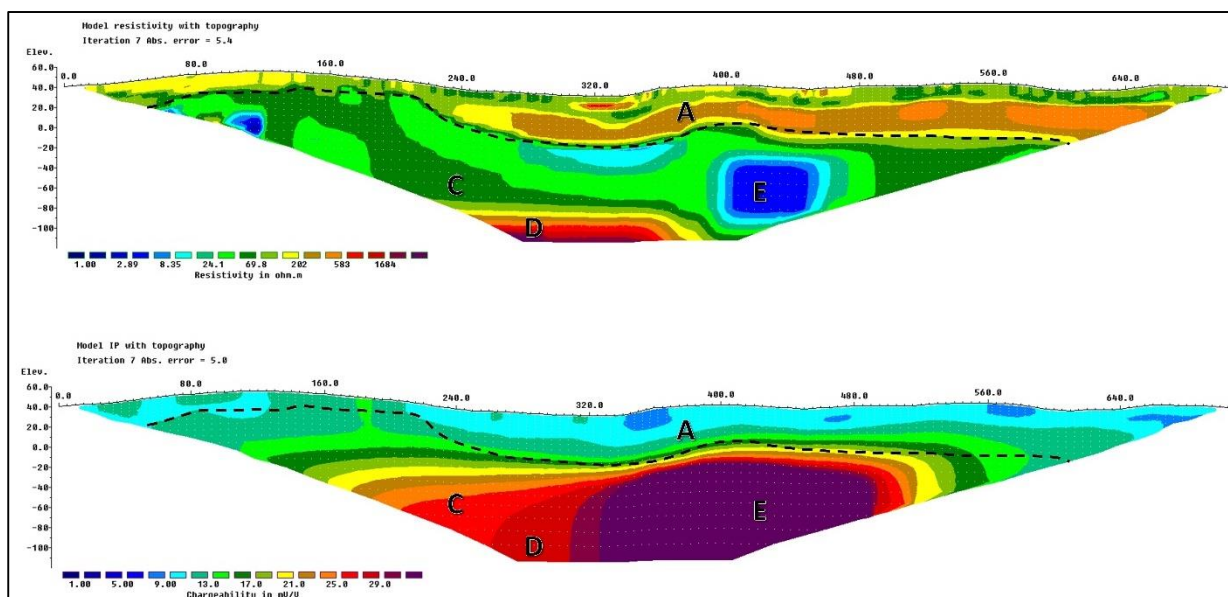 Model resistivity with topography
Iteration 7 Abs. error = 5.4
Elev.
0.0 80.0 160.0 240.0 320.0 400.0 480.0 560.0 640.0
60.0
40.0
20.0
0.0
-20
-40
-60
-80
-100
A
C
E
D
1.00 2.89 8.35 24.1 69.8 202 583 1684
Resistivity in ohm.m
Model IP with topography
Iteration 7 Abs. error = 5.0
Elev.
0.0 80.0 160.0 240.0 320.0 400.0 480.0 560.0 640.0
60.0
40.0
20.0
0.0
-20
-40
-60
-80
-100
A
C
E
D
1.00 5.00 9.00 13.0 17.0 21.0 25.0 29.0
Chargeability in mV/V